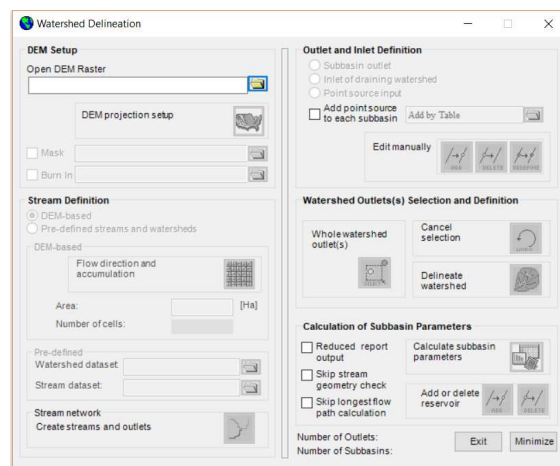 Watershed Delineation
DEM Setup
Open DEM Raster
DEM projection setup
Mask
Burn In
Stream Definition
DEM-based
Pre-defined streams and watersheds
DEM-based
Flow direction and
accumulation
Area:
[Ha]
Number of cells:
Pre-defined
Watershed dataset:
Stream dataset:
Stream network
Create streams and outlets
Outlet and Inlet Definition
Subbasin outlet
Inlet of draining watershed
Point source input
Add point source
to each subbasin
Add by Table
Edit manually
ADD
DELETE
REDEFINE
Watershed Outlets(s) Selection and Definition
Whole watershed
outlet(s)
Cancel
selection
Delineate
watershed
Calculation of Subbasin Parameters
Reduced report
output
Skip stream
geometry check
Skip longest flow
path calculation
Calculate subbasin
parameters
Add or delete
reservoir
ADD
DELETE
Number of Outlets:
Number of Subbasins:
Exit
Minimize